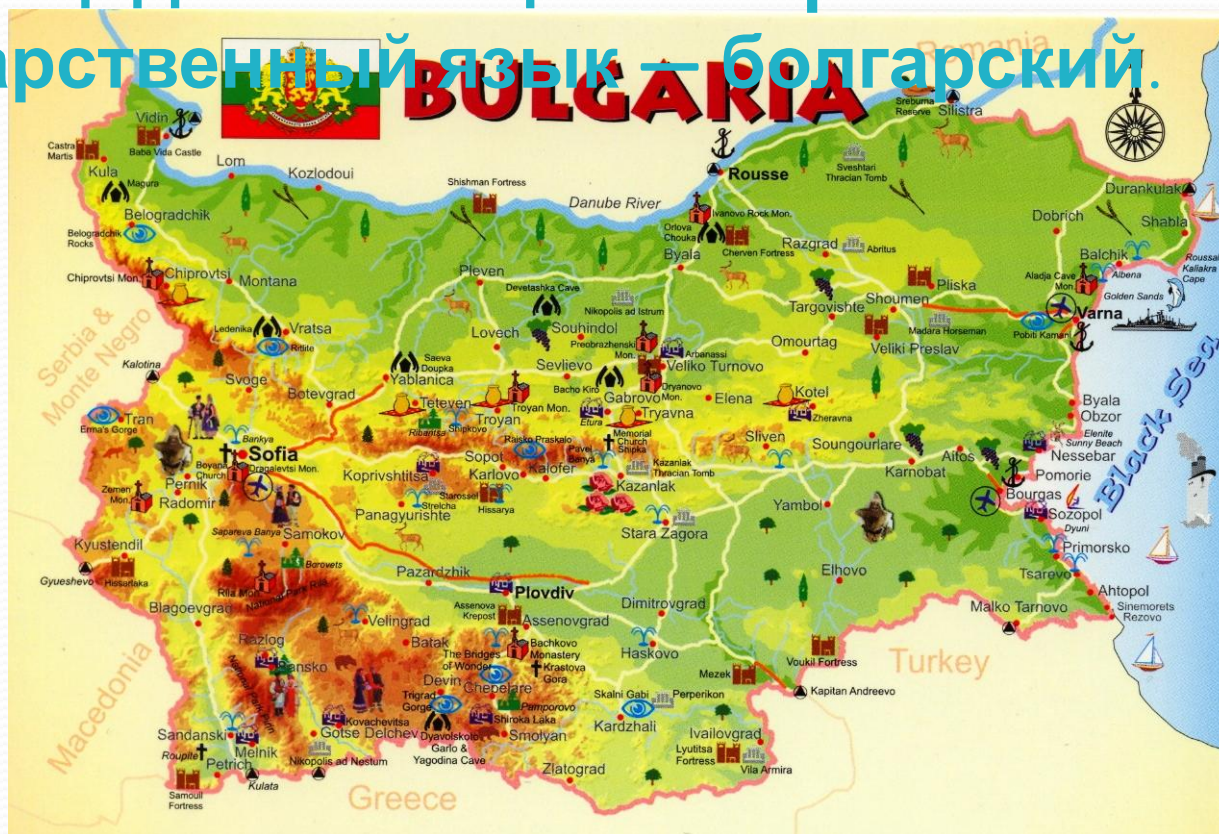 арственный язык — болгарский.
BULGARIA
Romania
Vidin
Baba Vida Castle
Castra
Martis
Kula
Magura
Lom
Kozlodoui
Shishman Fortress
Danube River
Rousse
Ivanovo Rock Mon.
Orlova
Chouka
Cherven Fortress
Byala
Sreburna
Reserve
Silistra
Sveshtari
Thracian Tomb
Razgrad
Abritus
Durankulak
Dobrich
Shabla
Balchik
Albena
Kaliakra
Cape
Aladja Cave
Mon.
Golden Sands
Varna
Pobiti Kamani
Belogradchik
Belogradchik
Rocks
Chiprovtsi Mon.
Chiprovtsi
Montana
Pleven
Devetashka Cave
Nikopolis ad Istrum
Targovishte
Shoumen
Pliska
Madara Horseman
Veliki Preslav
Omourtag
Serbia &
Monte Negro
Ledenika
Vratsa
Ritlite
Lovech
Souhindol
Preobrazhenski
Mon.
Arbanassi
Veliko Turnovo
Kalotina
Svoge
Botevgrad
Saeva
Doupka
Yablanica
Sevlievo
Bacho Kiro
Dryanovo
Mon.
Gabrovo
Etura
Tryavna
Elena
Kotel
Zheravna
Tran
Erma's Gorge
Teteven
Ribaritsa
Shipkovo
Troyan
Troyan Mon.
Raisko Praskalo
Pavel
Banya
Memorial
Church
Shipka
Byala
Obzor
Elenite
Sunny Beach
Nessebar
Bankya
Sofia
Dragalevtsi Mon.
Boyana
Church
Pernik
Zemen
Mon.
Radomir
Koprivshtitsa
Sopot
Karlovo
Kalofer
Kazanlak
Thracian Tomb
Kazanlak
Sliven
Soungourlare
Karnobat
Aitos
Pomorie
Bourgas
Sozopol
Dyuni
Black Sea
Starossel
Strelcha
Hissarya
Panagyurishte
Stara Zagora
Yambol
Primorsko
Kyustendil
Gyueshevo
Hissarlaka
Sapareva Banya
Samokov
Borovets
Rila Mon.
National Park Rila
Pazardzhik
Plovdiv
Elhovo
Tsarevo
Ahtopol
Sinemorets
Rezovo
Malko Tarnovo
Blagoevgrad
Velingrad
Assenova
Krepost
Assenovgrad
Dimitrovgrad
Haskovo
Voukil Fortress
Turkey
Macedonia
Razlog
Bansko
Batak
The Bridges
of Wonder
Bachkovo
Monastery
Krastova
Gora
Mezek
Kapitan Andreevo
Devin
Chepelare
Trigrad
Gorge
Pamporovo
Skalni Gabi
Perperikon
Kardzhali
Kovachevitsa
Shiroka Laka
Dyavolskoto
Garlo &
Yagodina Cave
Smolyan
Ivailovgrad
Lyutitsa
Fortress
Vila Armira
Sandanski
Melnik
Gotse Delchev
Roupite
Petrich
Kulata
Nikopolis ad Nestum
Zlatograd
Samouil
Fortress
Greece